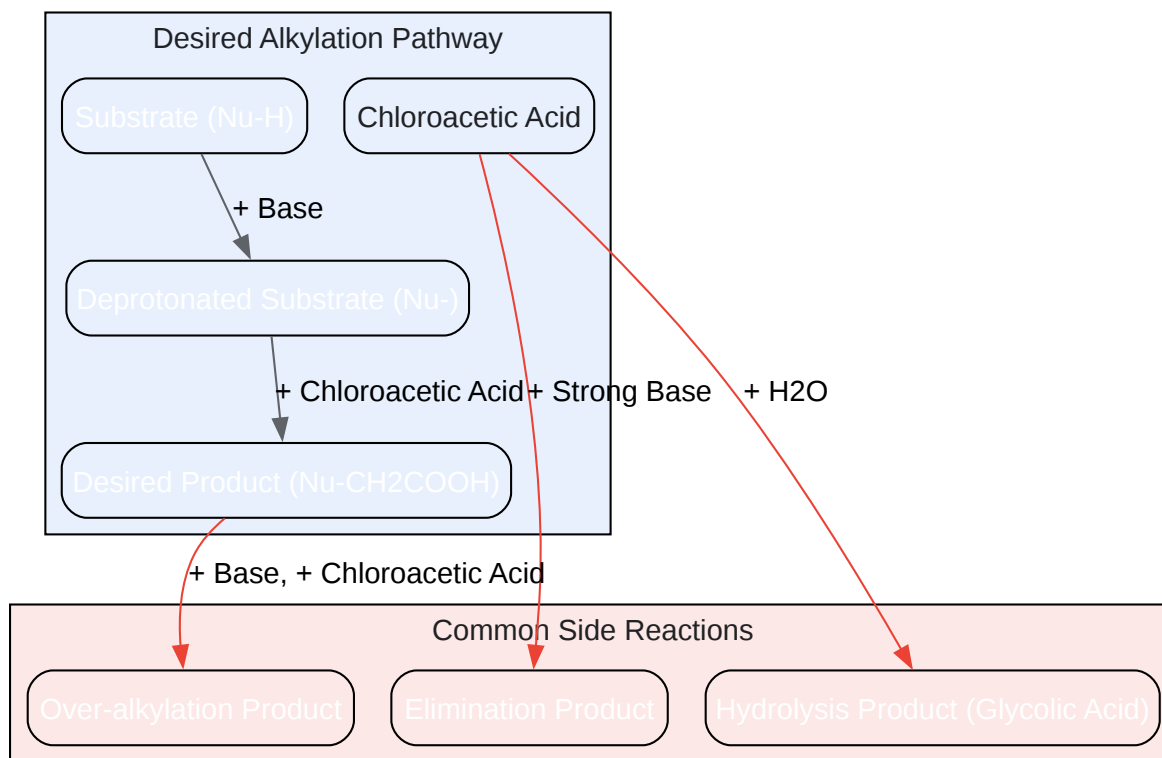 Desired Alkylation Pathway
Substrate (Nu-H)
Chloroacetic Acid
+ Base
Deprotonated Substrate (Nu-)
+ Chloroacetic Acid
+ Strong Base
+ H2O
Desired Product (Nu-CH2COOH)
+ Base, + Chloroacetic Acid
Common Side Reactions
Over-alkylation Product
Elimination Product
Hydrolysis Product (Glycolic Acid)